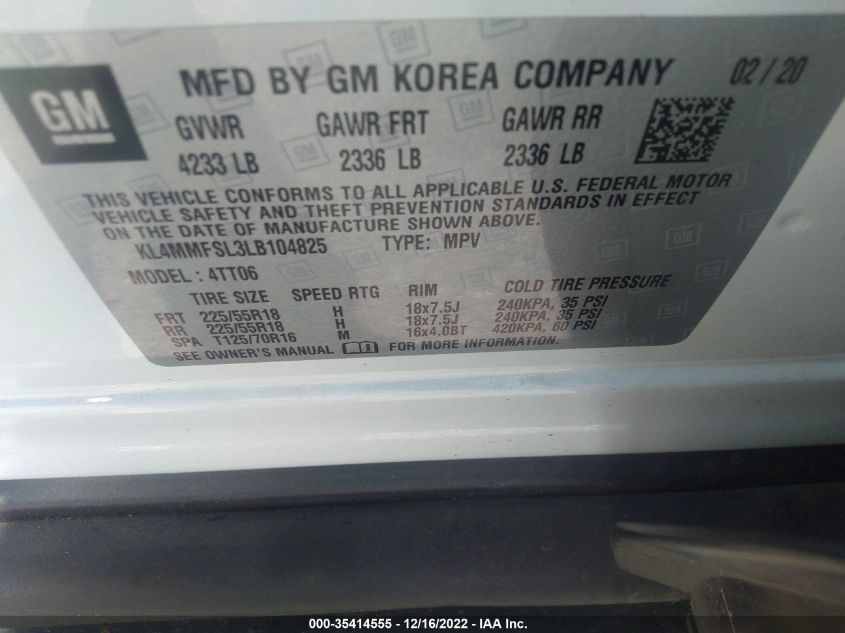 GM
MFD BY GM KOREA COMPANY 02/20
GVWR GAWR FRT GAWR RR
4233 LB 2336 LB 2336 LB
THIS VEHICLE CONFORMS TO ALL APPLICABLE U.S. FEDERAL MOTOR
VEHICLE SAFETY AND THEFT PREVENTION STANDARDS IN EFFECT
ON THE DATE OF MANUFACTURE SHOWN ABOVE.
KL4MMFSL3LB104825 TYPE: MPV
MODEL: 4TT06
TIRE SIZE SPEED RTG RIM COLD TIRE PRESSURE
FRT 225/55R18 H 18x7.5J 240KPA, 35 PSI
RR 225/55R18 H 18x7.5J 240KPA, 35 PSI
SPA T125/70R16 M 16x4.0BT 420KPA, 60 PSI
SEE OWNER'S MANUAL FOR MORE INFORMATION.
000-35414555 - 12/16/2022 - IAA Inc.